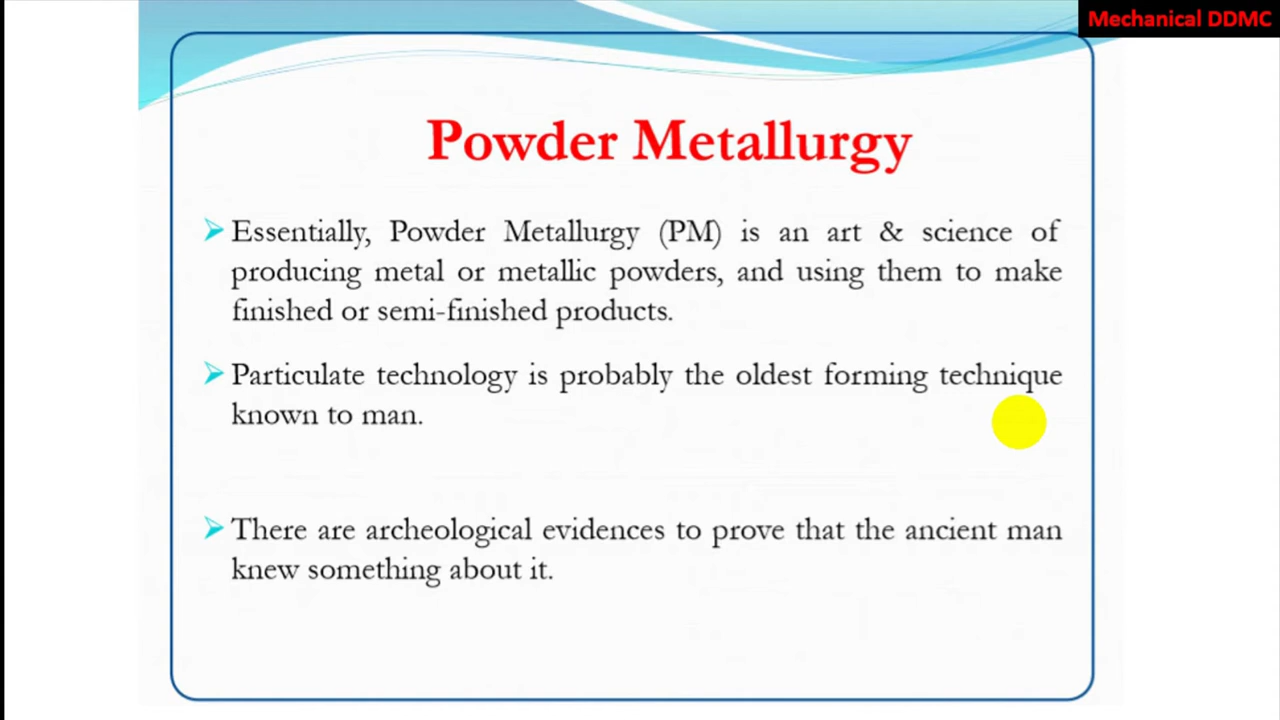 Mechanical DDMC
Powder Metallurgy
Essentially, Powder Metallurgy (PM) is an art & science of
producing metal or metallic powders, and using them to make
finished or semi-finished products.
Particulate technology is probably the oldest forming technique
known to man.
There are archeological evidences to prove that the ancient man
knew something about it.